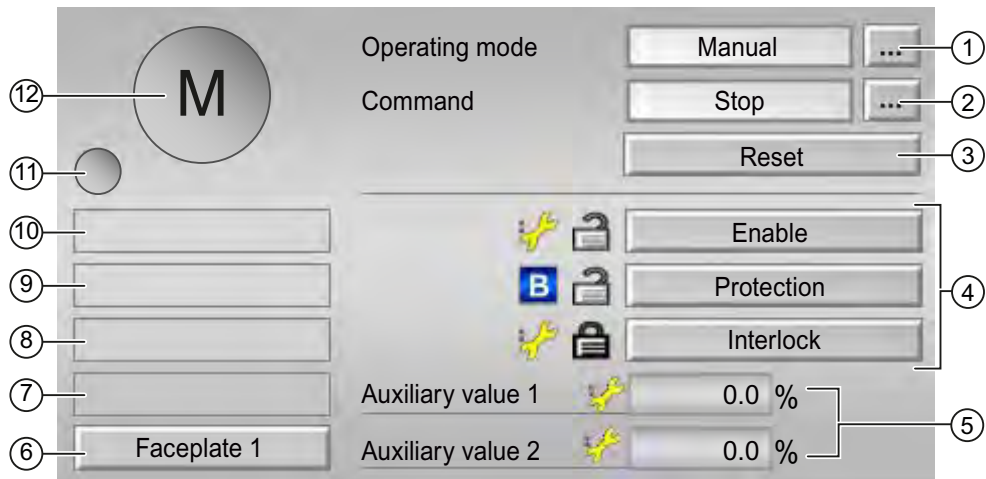 Operating mode Manual ... 1
12 M Command Stop ... 2
Reset 3
11
10 Enable
9 B Protection 4
8 Interlock
7 Auxiliary value 1 0.0 % 5
6 Faceplate 1 Auxiliary value 2 0.0 %